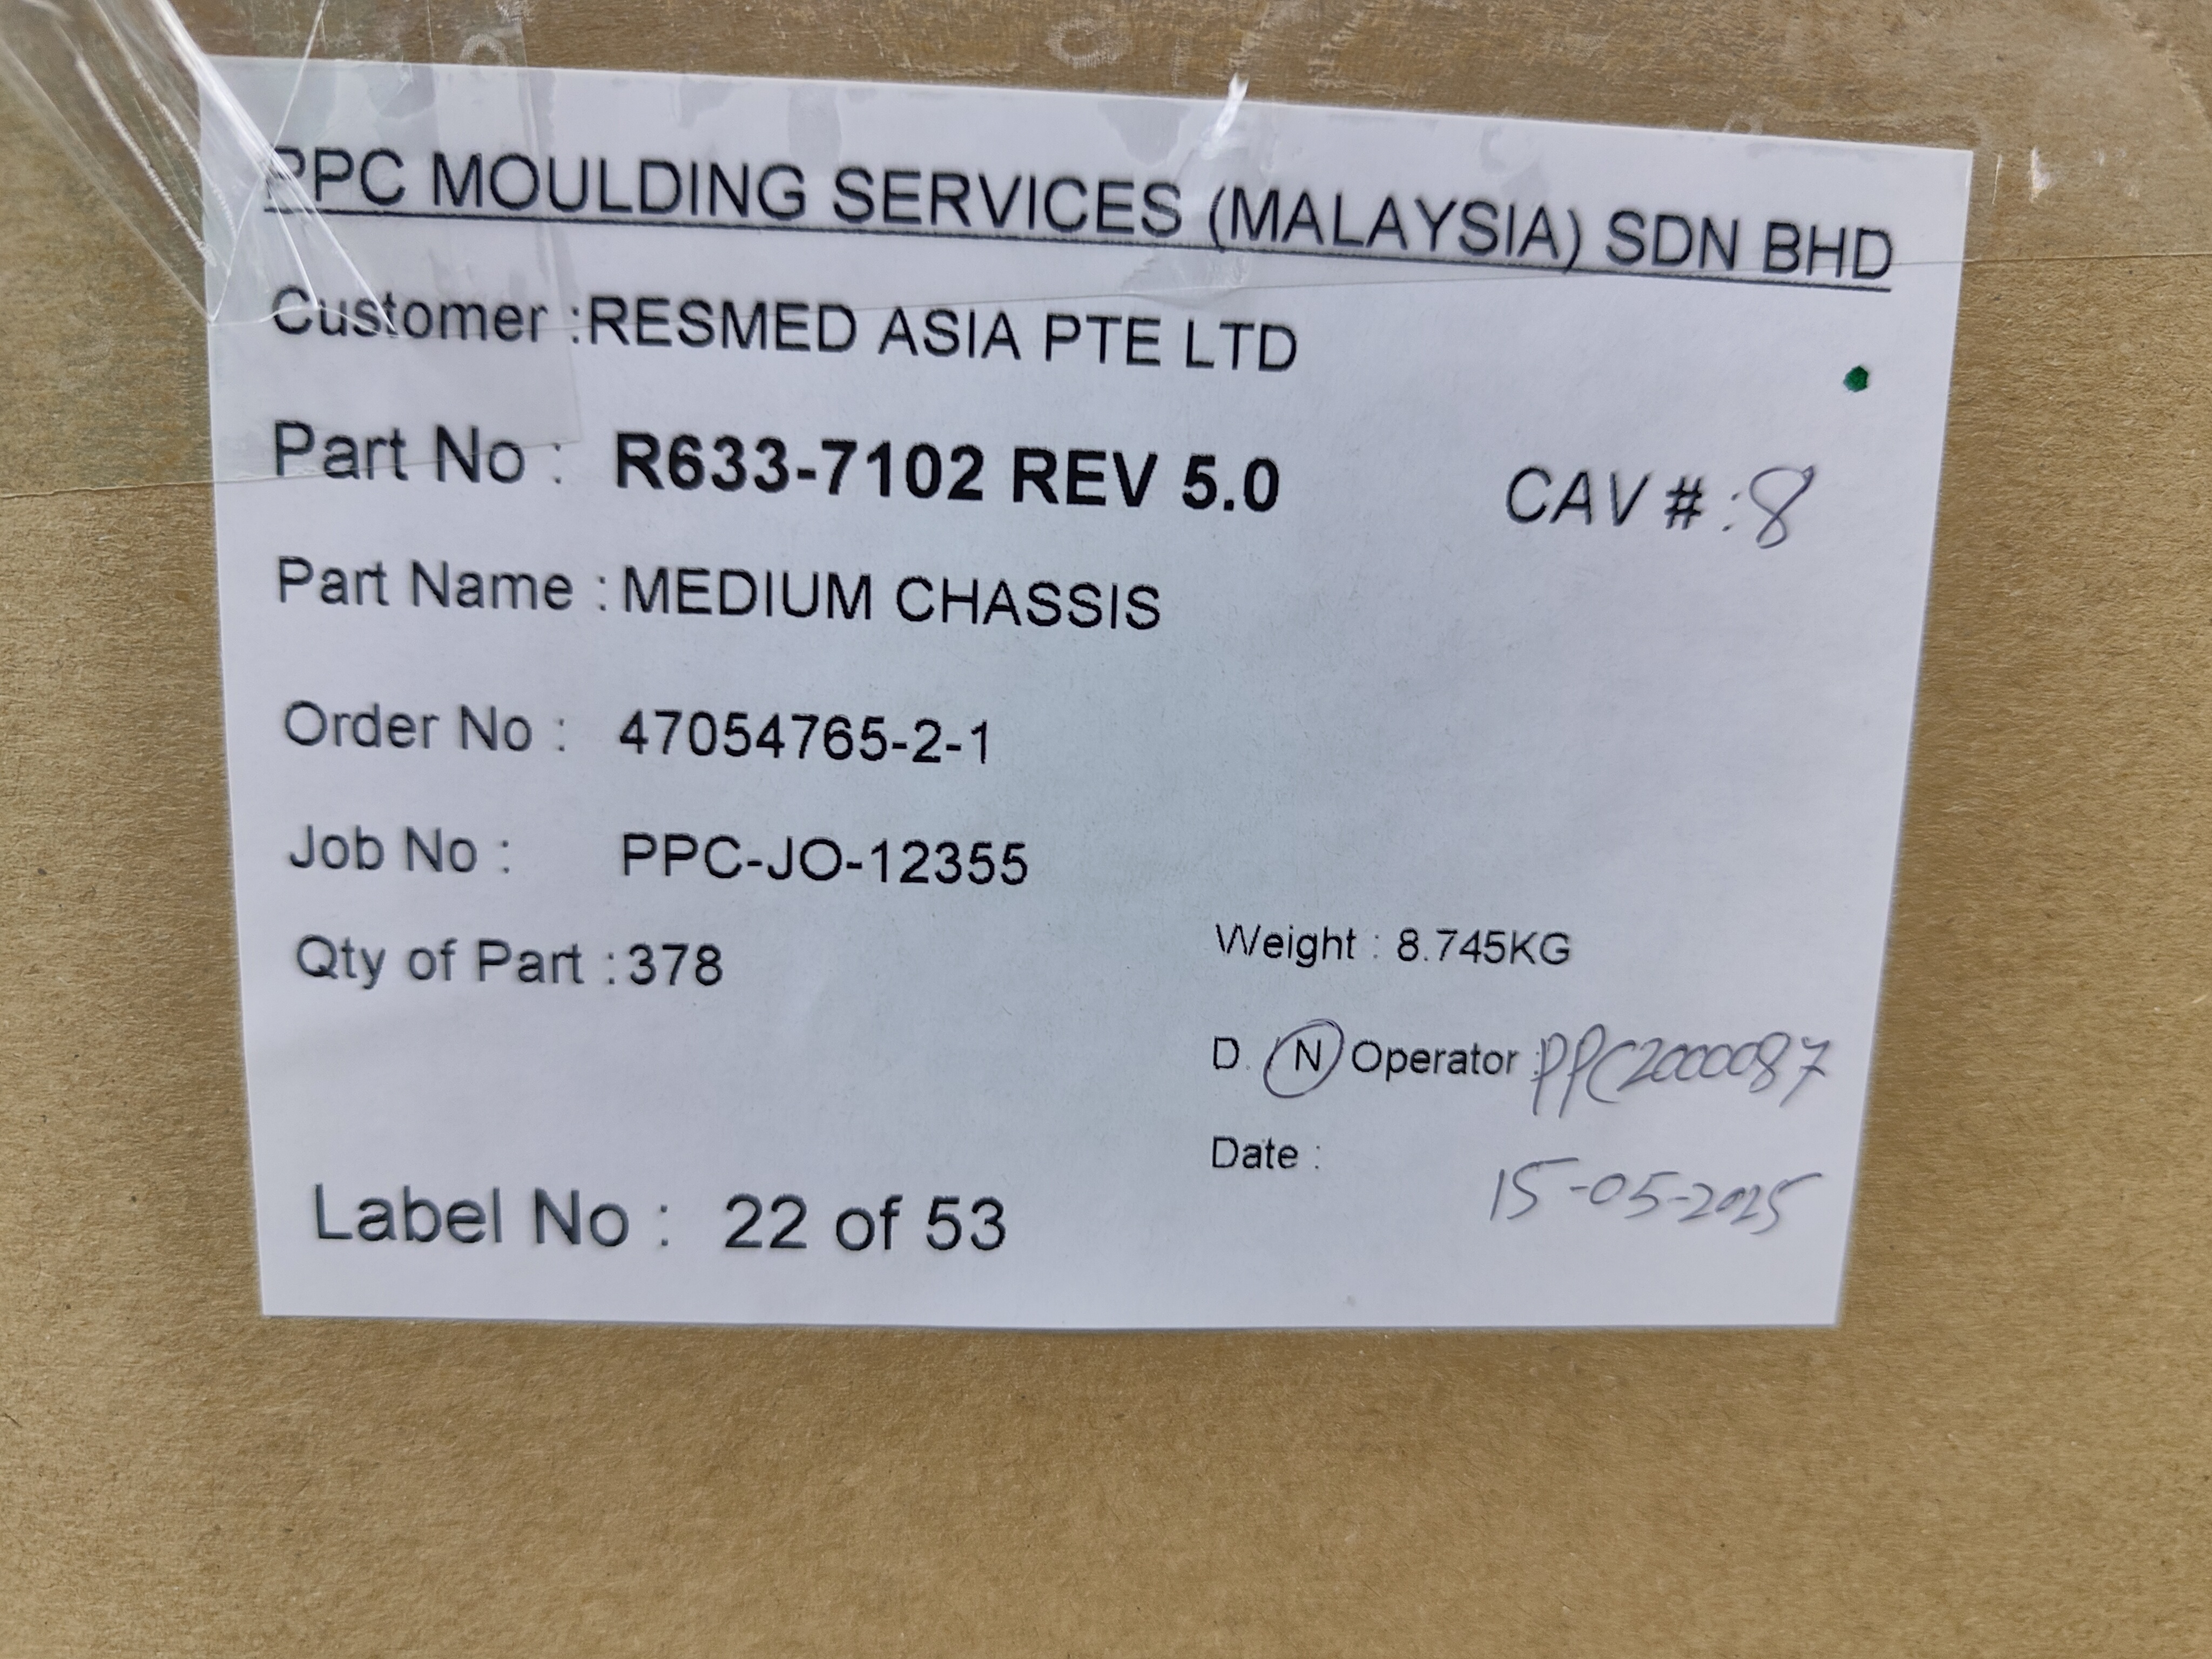 PPC MOULDING SERVICES (MALAYSIA) SDN BHD
Customer :RESMED ASIA PTE LTD
Part No : R633-7102 REV 5.0 CAV # :8
Part Name :MEDIUM CHASSIS
Order No : 47054765-2-1
Job No : PPC-JO-12355
Qty of Part :378 Weight : 8.745KG
D. N Operator :PPC2000087
Date : 15-05-2025
Label No : 22 of 53